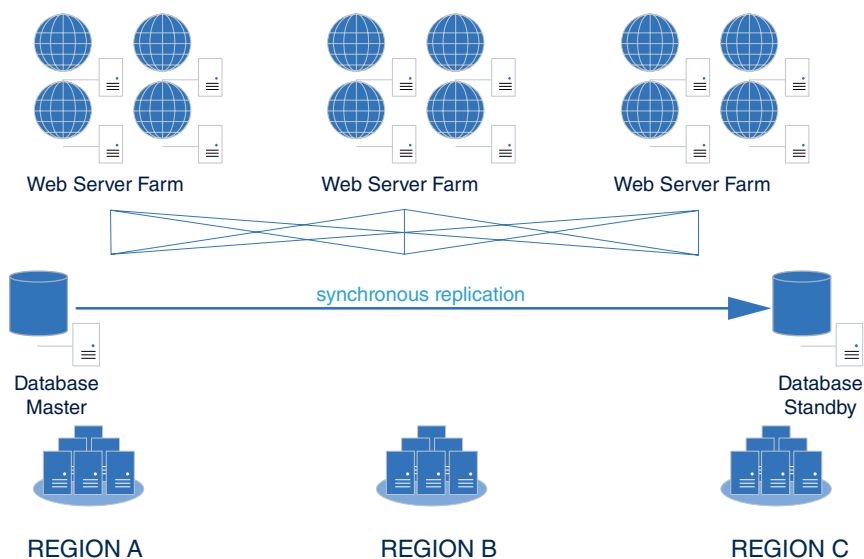 Web Server Farm
Web Server Farm
Web Server Farm
synchronous replication
Database
Master
Database
Standby
REGION A
REGION B
REGION C